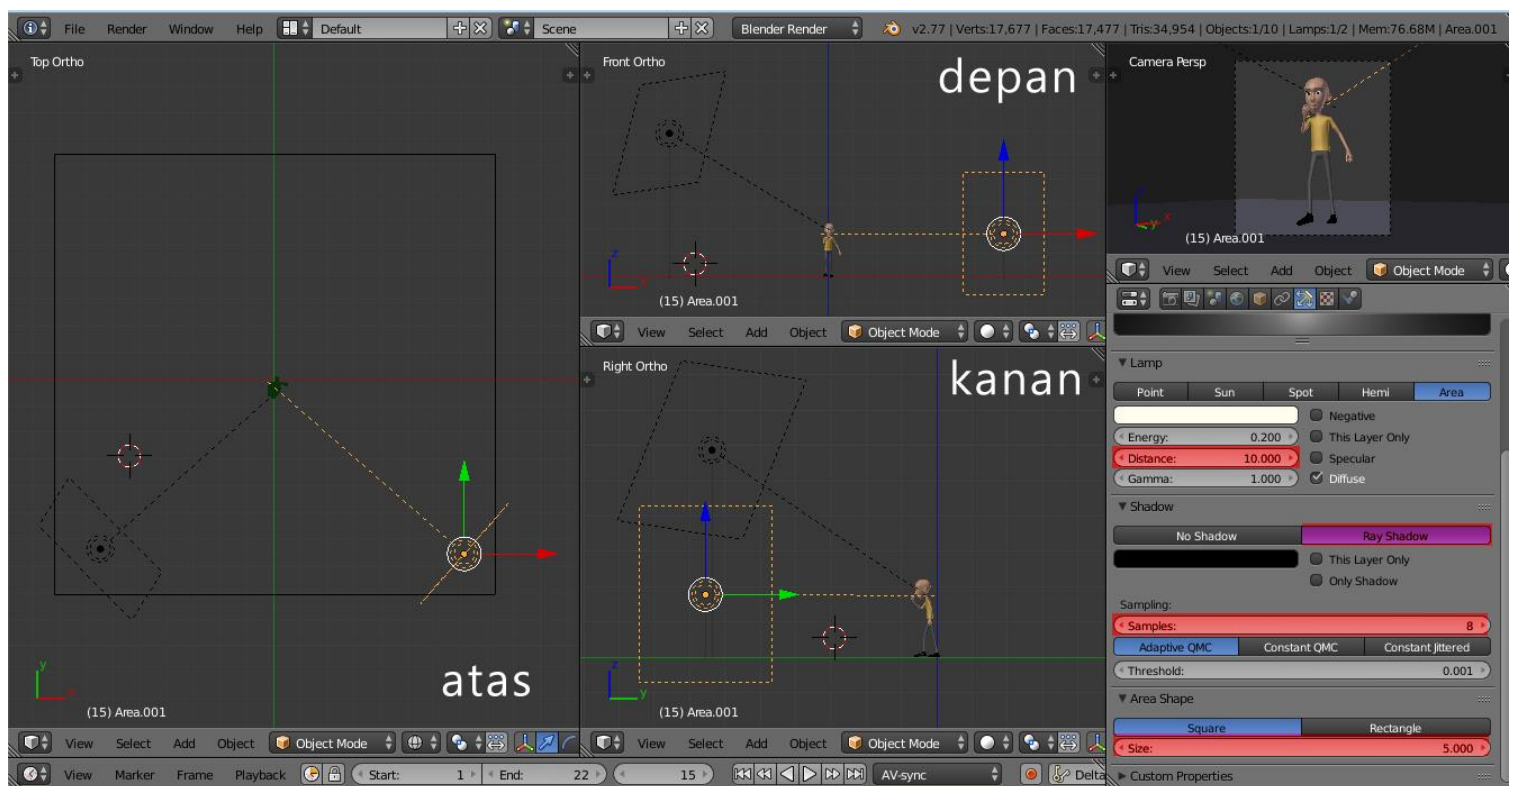 File Render Window Help Default Scene Blender Render v2.77 | Verts:17,677 | Faces:17,477 | Tris:34,954 | Objects:1/10 | Lamps:1/2 | Mem:76.68M | Area.001
Top Ortho
atas
(15) Area.001
View Select Add Object Object Mode
Front Ortho
depan
z
x
(15) Area.001
View Select Add Object Object Mode
Right Ortho
kanan
z
y
(15) Area.001
View Select Add Object Object Mode
Camera Persp
(15) Area.001
View Select Add Object Object Mode
Lamp
Point Sun Spot Hemi Area
Negative
Energy: 0.200 This Layer Only
Distance: 10.000 Specular
Gamma: 1.000 Diffuse
Shadow
No Shadow Ray Shadow
This Layer Only
Only Shadow
Sampling:
Samples: 8
Adaptive QMC Constant QMC Constant Jittered
Threshold: 0.001
Area Shape
Square Rectangle
Size: 5.000
Custom Properties
View Marker Frame Playback Start: 1 End: 22 15 AV-sync Delta